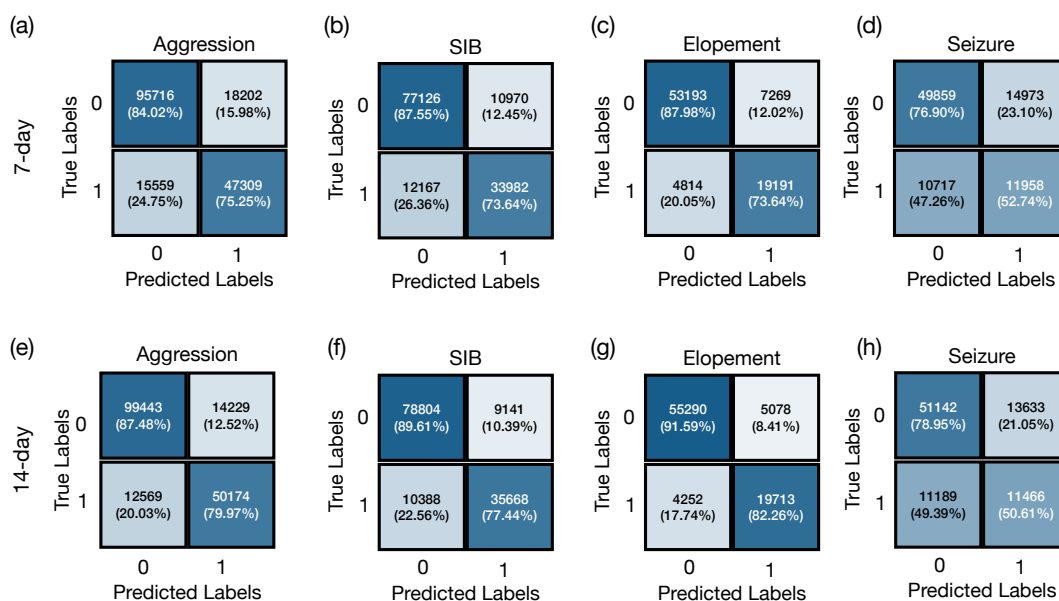 (a)
Aggression
7-day
True Labels
0
95716
(84.02%)
18202
(15.98%)
1
15559
(24.75%)
47309
(75.25%)
0
1
Predicted Labels
(b)
SIB
True Labels
0
77126
(87.55%)
10970
(12.45%)
1
12167
(26.36%)
33982
(73.64%)
0
1
Predicted Labels
(c)
Elopement
True Labels
0
53193
(87.98%)
7269
(12.02%)
1
4814
(20.05%)
19191
(73.64%)
0
1
Predicted Labels
(d)
Seizure
True Labels
0
49859
(76.90%)
14973
(23.10%)
1
10717
(47.26%)
11958
(52.74%)
0
1
Predicted Labels
(e)
Aggression
14-day
True Labels
0
99443
(87.48%)
14229
(12.52%)
1
12569
(20.03%)
50174
(79.97%)
0
1
Predicted Labels
(f)
SIB
True Labels
0
78804
(89.61%)
9141
(10.39%)
1
10388
(22.56%)
35668
(77.44%)
0
1
Predicted Labels
(g)
Elopement
True Labels
0
55290
(91.59%)
5078
(8.41%)
1
4252
(17.74%)
19713
(82.26%)
0
1
Predicted Labels
(h)
Seizure
True Labels
0
51142
(78.95%)
13633
(21.05%)
1
11189
(49.39%)
11466
(50.61%)
0
1
Predicted Labels